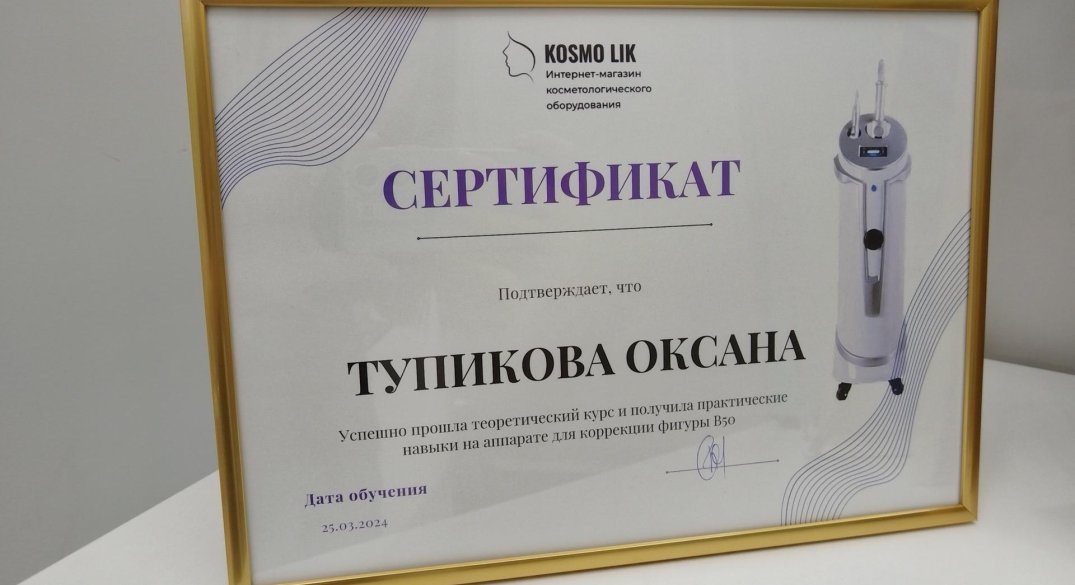 KOSMO LIK
Интернет-магазин
косметологического
оборудования
СЕРТИФИКАТ
Подтверждает, что
ТУПИКОВА ОКСАНА
Успешно прошла теоретический курс и получила практические
навыки на аппарате для коррекции фигуры B50
Дата обучения
25.03.2024